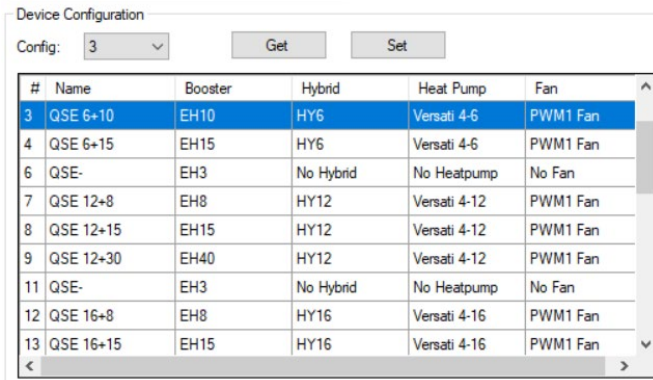 Device Configuration
Config: 3 Get Set
# Name Booster Hybrid Heat Pump Fan
3 QSE 6+10 EH10 HY6 Versati 4-6 PWM1 Fan
4 QSE 6+15 EH15 HY6 Versati 4-6 PWM1 Fan
6 QSE- EH3 No Hybrid No Heatpump No Fan
7 QSE 12+8 EH8 HY12 Versati 4-12 PWM1 Fan
8 QSE 12+15 EH15 HY12 Versati 4-12 PWM1 Fan
9 QSE 12+30 EH40 HY12 Versati 4-12 PWM1 Fan
11 QSE- EH3 No Hybrid No Heatpump No Fan
12 QSE 16+8 EH8 HY16 Versati 4-16 PWM1 Fan
13 QSE 16+15 EH15 HY16 Versati 4-16 PWM1 Fan